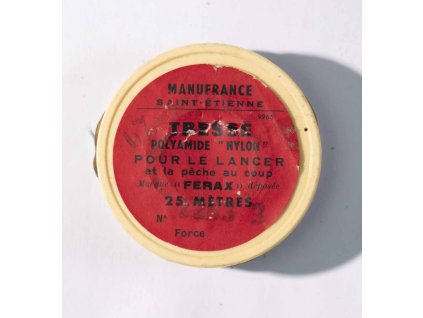 MANUFRANCE
SAINT-ÉTIENNE
TRESSE
POLYAMIDE "NYLON"
POUR LE LANCER
et la pêche au coup
Marque « FERAX » déposée
25 MÈTRES
N°
Force